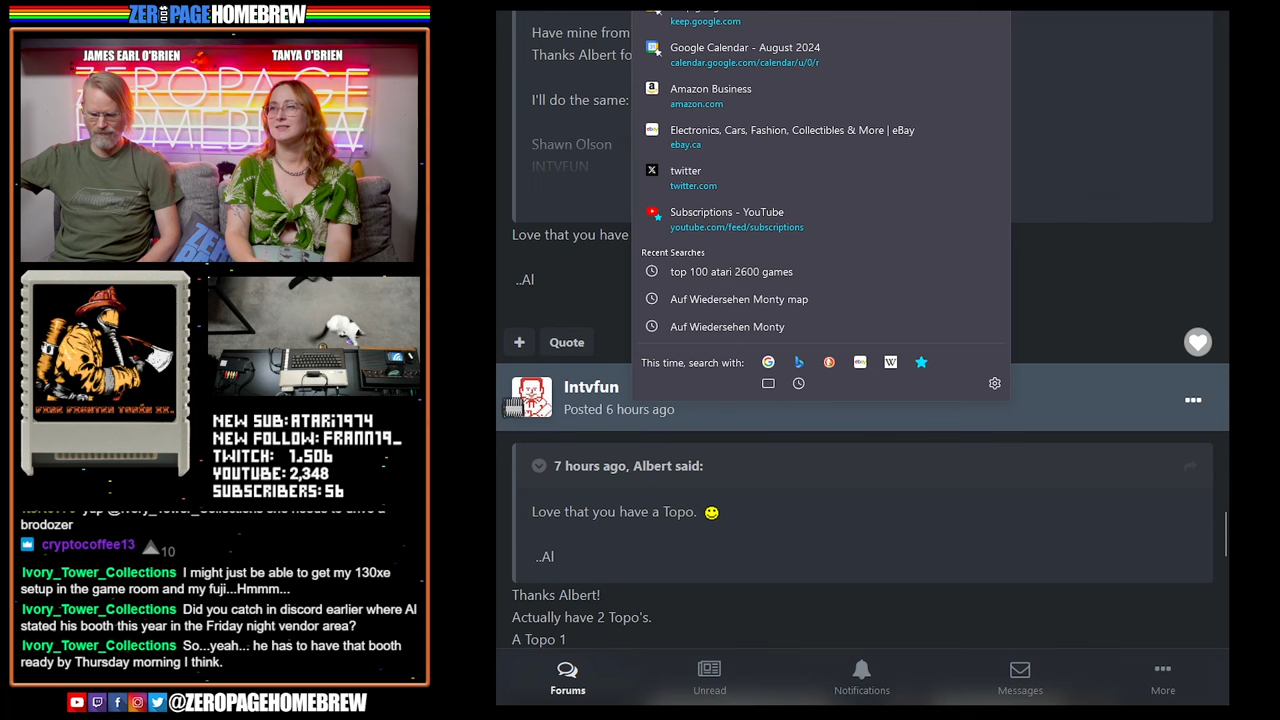 ZEROPAGE HOMEBREW
JAMES EARL O'BRIEN
TANYA O'BRIEN
ZEROPAGE
HOMEBREW
NEW SUB: ATARI1974
NEW FOLLOW: FRANN19_
TWITCH: 1,506
YOUTUBE: 2,348
SUBSCRIBERS: 56
brodozer
cryptocoffee13 10
Ivory_Tower_Collections I might just be able to get my 130xe
setup in the game room and my fuji...Hmmm...
Ivory_Tower_Collections Did you catch in discord earlier where Al
stated his booth this year in the Friday night vendor area?
Ivory_Tower_Collections So...yeah... he has to have that booth
ready by Thursday morning I think.
@ZEROPAGEHOMEBREW
Have mine from
Thanks Albert fo
I'll do the same:
Shawn Olson
INTVFUN
Love that you have
..Al
Quote
keep.google.com
Google Calendar - August 2024
calendar.google.com/calendar/u/0/r
Amazon Business
amazon.com
Electronics, Cars, Fashion, Collectibles & More | eBay
ebay.ca
twitter
twitter.com
Subscriptions - YouTube
youtube.com/feed/subscriptions
Recent Searches
top 100 atari 2600 games
Auf Wiedersehen Monty map
Auf Wiedersehen Monty
This time, search with:
Intvfun
Posted 6 hours ago
7 hours ago, Albert said:
Love that you have a Topo.
..Al
Thanks Albert!
Actually have 2 Topo's.
A Topo 1
Forums
Unread
Notifications
Messages
More